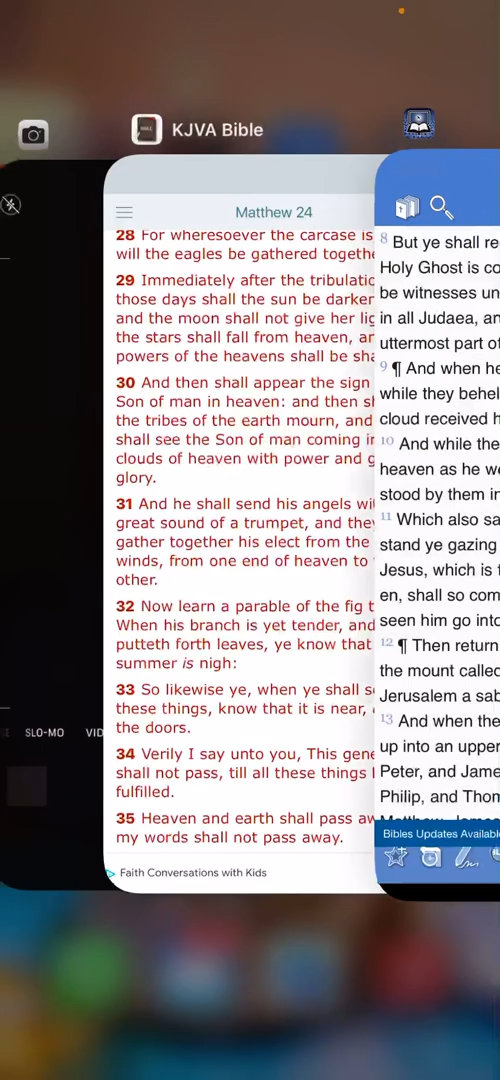 KJVA Bible
Matthew 24
28 For wheresoever the carcase is
will the eagles be gathered togethe
29 Immediately after the tribulatio
those days shall the sun be darker
and the moon shall not give her lig
the stars shall fall from heaven, an
powers of the heavens shall be sha
30 And then shall appear the sign
Son of man in heaven: and then sh
the tribes of the earth mourn, and
shall see the Son of man coming in
clouds of heaven with power and g
glory.
31 And he shall send his angels wi
great sound of a trumpet, and they
gather together his elect from the
winds, from one end of heaven to
other.
32 Now learn a parable of the fig t
When his branch is yet tender, and
putteth forth leaves, ye know that
summer is nigh:
33 So likewise ye, when ye shall s
these things, know that it is near,
the doors.
34 Verily I say unto you, This gene
shall not pass, till all these things
fulfilled.
35 Heaven and earth shall pass aw
my words shall not pass away.
Faith Conversations with Kids
8 But ye shall re
Holy Ghost is co
be witnesses un
in all Judaea, an
uttermost part of
9 ¶ And when he
while they behel
cloud received h
10 And while the
heaven as he we
stood by them in
11 Which also sa
stand ye gazing
Jesus, which is t
en, shall so com
seen him go into
12 ¶ Then return
the mount called
Jerusalem a sab
13 And when the
up into an upper
Peter, and Jame
Philip, and Thon
Bibles Updates Available
SLO-MO
VID